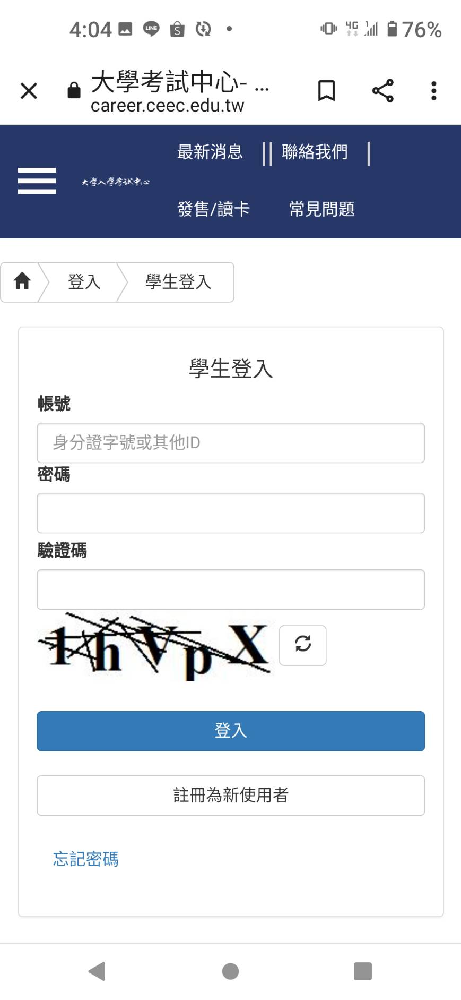 4:04 LINE S 4G 1 76%
大學考試中心- ...
career.ceec.edu.tw
最新消息 || 聯絡我們 |
大學入學考試中心
發售/讀卡 常見問題
登入 學生登入
學生登入
帳號
身分證字號或其他ID
密碼
驗證碼
1hVpX
登入
註冊為新使用者
忘記密碼